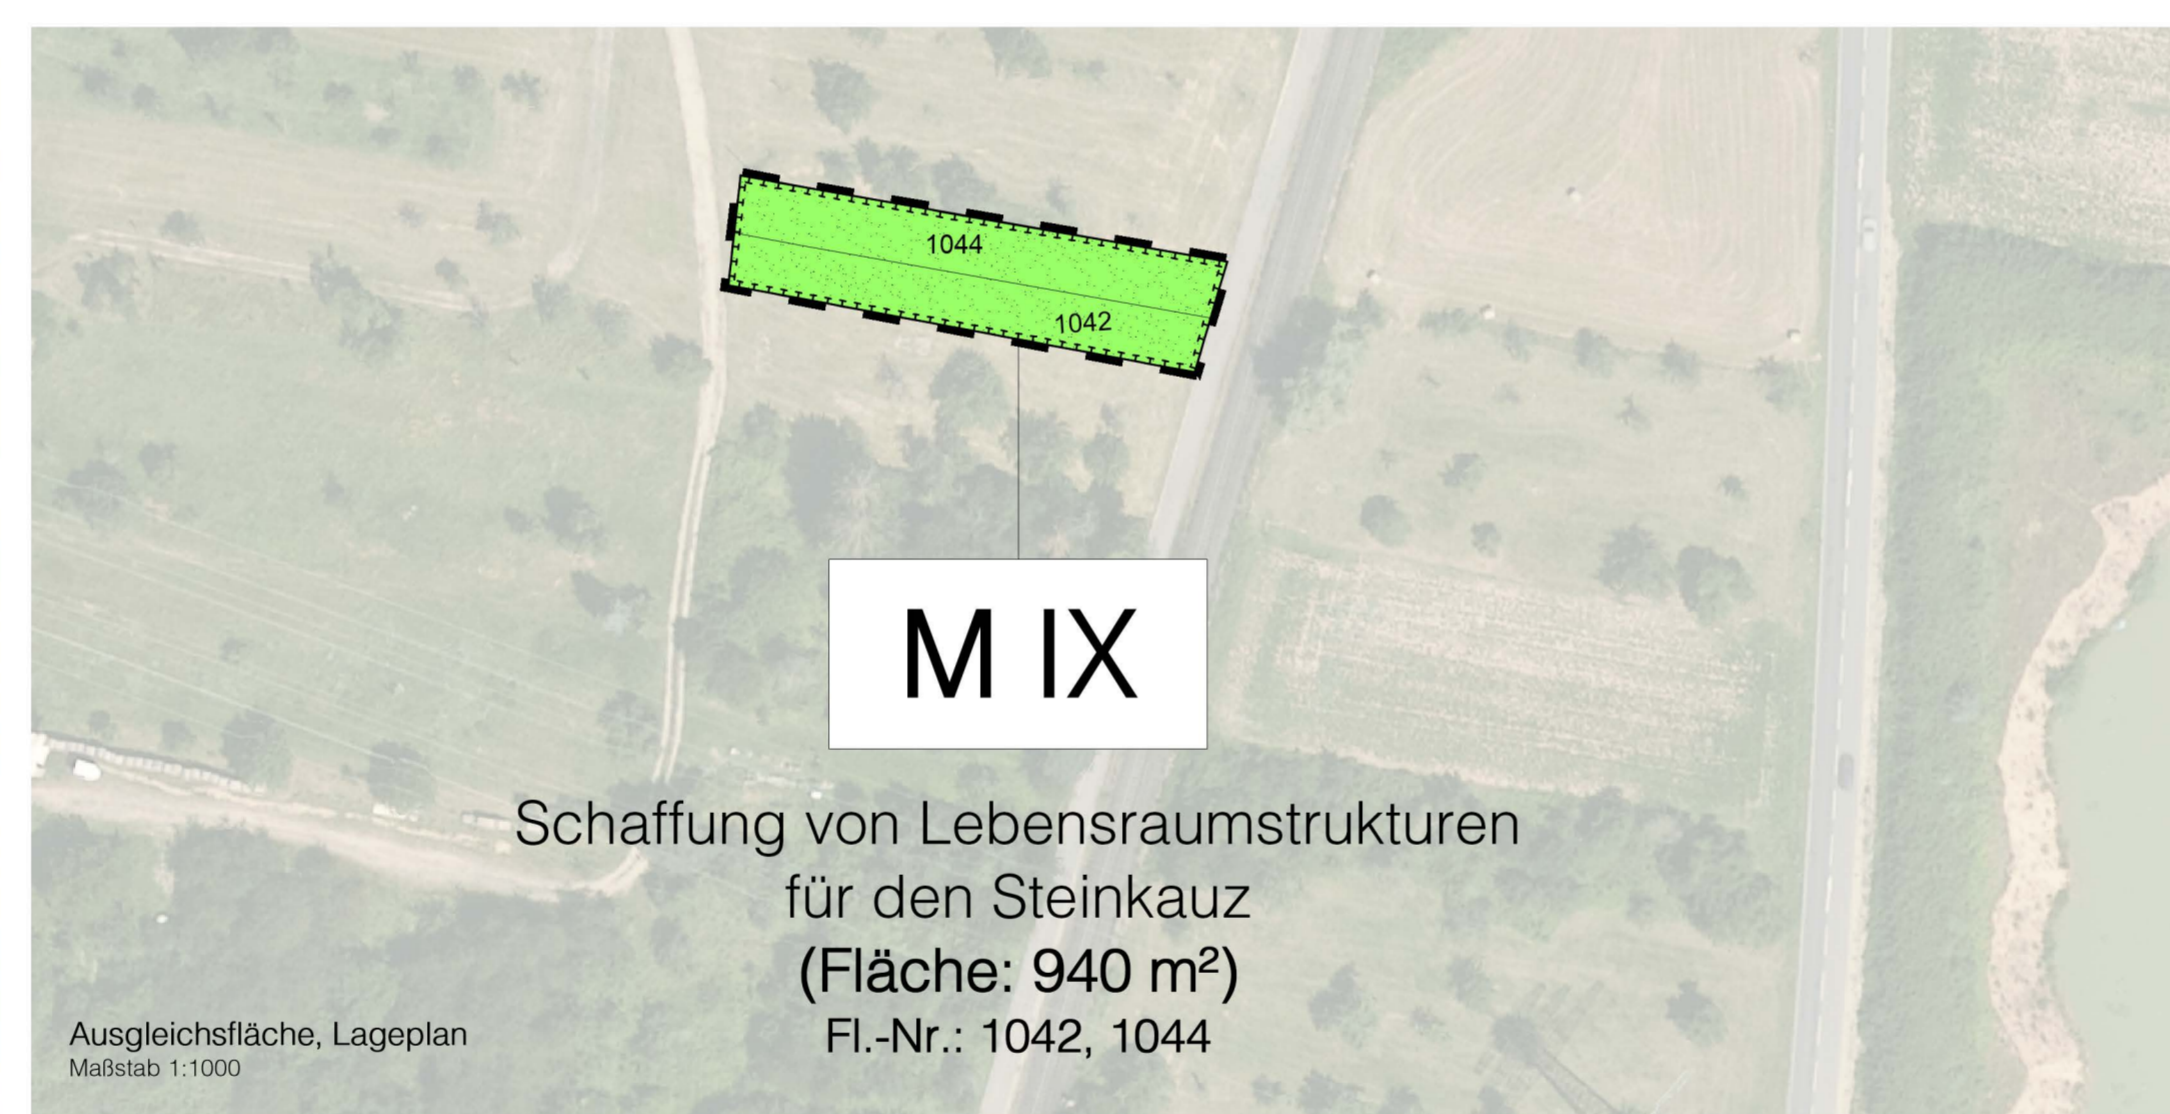 1044
1042
M IX
Schaffung von Lebensraumstrukturen
für den Steinkauz
(Fläche: 940 m²)
Fl.-Nr.: 1042, 1044
Ausgleichsfläche, Lageplan
Maßstab 1:1000